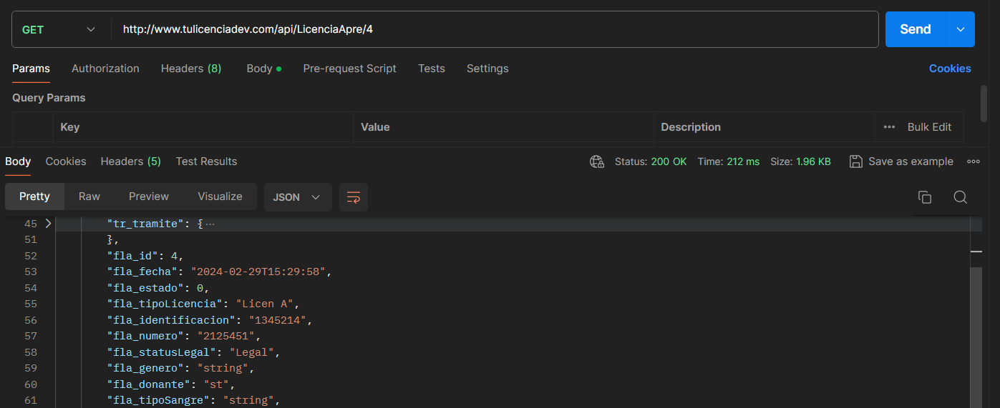 GET http://www.tulicenciadev.com/api/LicenciaApre/4 Send
Params Authorization Headers (8) Body Pre-request Script Tests Settings Cookies
Query Params
Key Value Description ••• Bulk Edit
Body Cookies Headers (5) Test Results Status: 200 OK Time: 212 ms Size: 1.96 KB Save as example •••
Pretty Raw Preview Visualize JSON
45 "tr_tramite": { ···
51 },
52 "fla_id": 4,
53 "fla_fecha": "2024-02-29T15:29:58",
54 "fla_estado": 0,
55 "fla_tipoLicencia": "Licen A",
56 "fla_identificacion": "1345214",
57 "fla_numero": "2125451",
58 "fla_statusLegal": "Legal",
59 "fla_genero": "string",
60 "fla_donante": "st",
61 "fla_tipoSangre": "string",